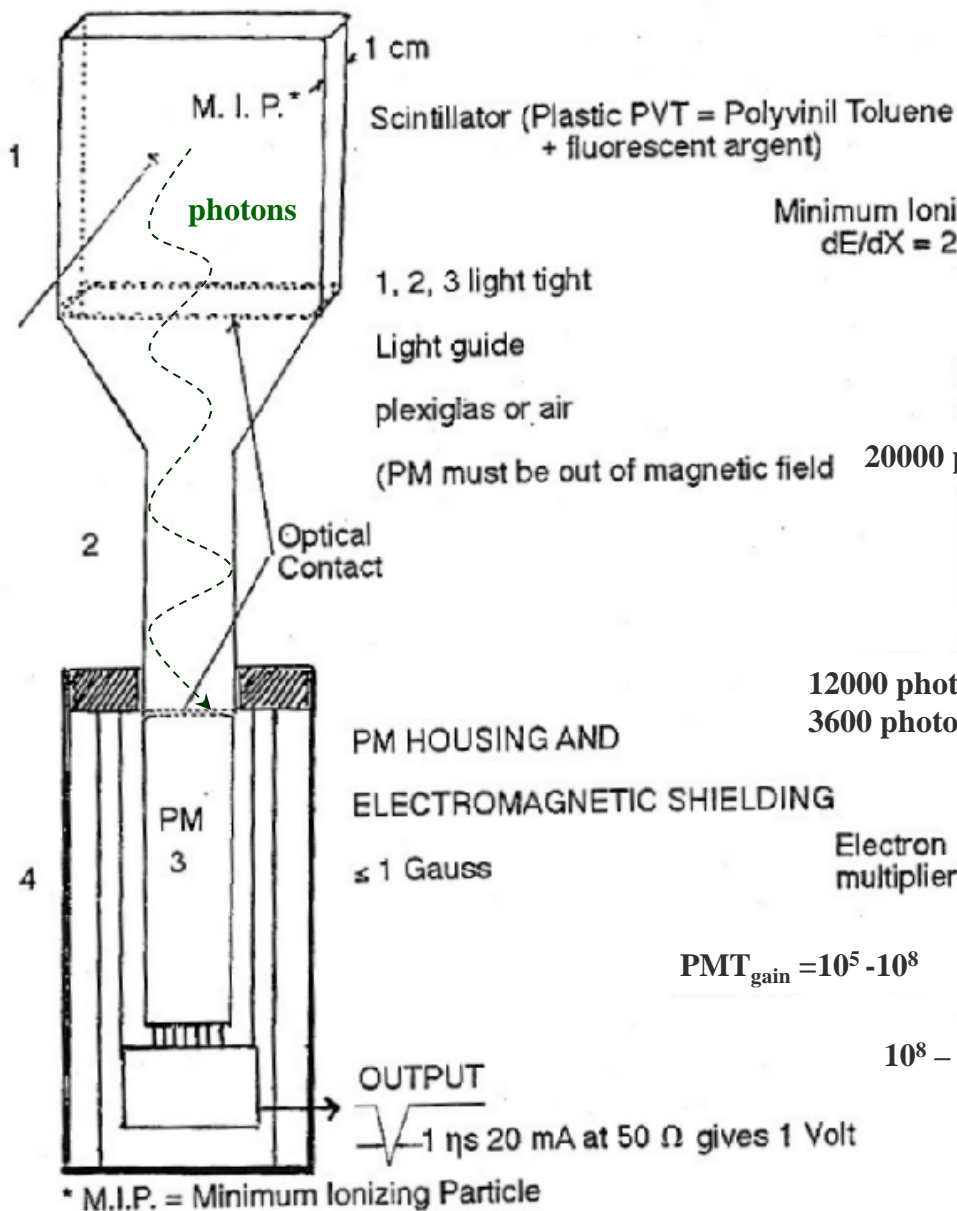 1 cm
M. I. P.*
Scintillator (Plastic PVT = Polyvinil Toluene
+ fluorescent argent)
1
photons
Minimum Ioni
dE/dX = 2
1, 2, 3 light tight
Light guide
plexiglas or air
(PM must be out of magnetic field
20000 p
2
Optical
Contact
12000 phot
3600 photo
PM HOUSING AND
ELECTROMAGNETIC SHIELDING
PM
3
4
≤ 1 Gauss
Electron
multiplier
PMTgain =10⁵ -10⁸
10⁸ –
OUTPUT
1 ηs 20 mA at 50 Ω gives 1 Volt
* M.I.P. = Minimum Ionizing Particle